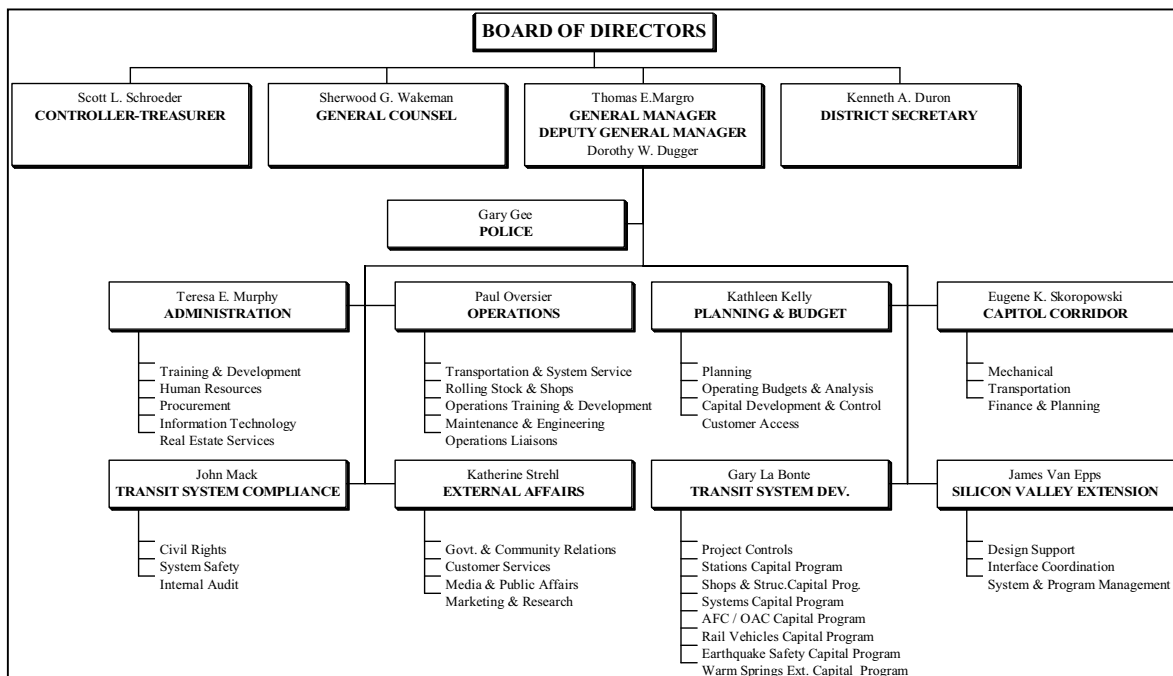 BOARD OF DIRECTORS
Scott L. Schroeder
CONTROLLER-TREASURER
Sherwood G. Wakeman
GENERAL COUNSEL
Thomas E.Margro
GENERAL MANAGER
DEPUTY GENERAL MANAGER
Dorothy W. Dugger
Kenneth A. Duron
DISTRICT SECRETARY
Gary Gee
POLICE
Teresa E. Murphy
ADMINISTRATION
Training & Development
Human Resources
Procurement
Information Technology
Real Estate Services
Paul Oversier
OPERATIONS
Transportation & System Service
Rolling Stock & Shops
Operations Training & Development
Maintenance & Engineering
Operations Liaisons
Kathleen Kelly
PLANNING & BUDGET
Planning
Operating Budgets & Analysis
Capital Development & Control
Customer Access
Eugene K. Skoropowski
CAPITOL CORRIDOR
Mechanical
Transportation
Finance & Planning
John Mack
TRANSIT SYSTEM COMPLIANCE
Civil Rights
System Safety
Internal Audit
Katherine Strehl
EXTERNAL AFFAIRS
Govt. & Community Relations
Customer Services
Media & Public Affairs
Marketing & Research
Gary La Bonte
TRANSIT SYSTEM DEV.
Project Controls
Stations Capital Program
Shops & Struc.Capital Prog.
Systems Capital Program
AFC / OAC Capital Program
Rail Vehicles Capital Program
Earthquake Safety Capital Program
Warm Springs Ext. Capital Program
James Van Epps
SILICON VALLEY EXTENSION
Design Support
Interface Coordination
System & Program Management